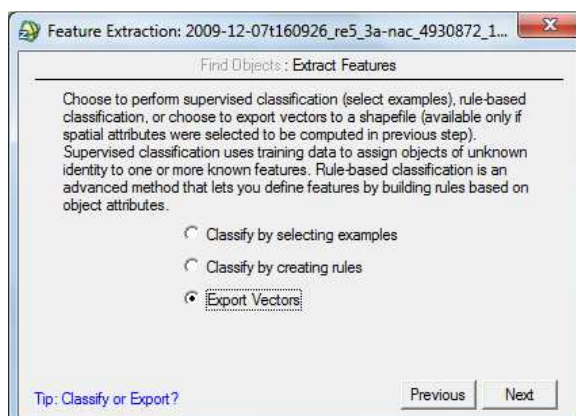 Feature Extraction: 2009-12-07t160926_re5_3a-nac_4930872_1...
Find Objects : Extract Features
Choose to perform supervised classification (select examples), rule-based
classification, or choose to export vectors to a shapefile (available only if
spatial attributes were selected to be computed in previous step).
Supervised classification uses training data to assign objects of unknown
identity to one or more known features. Rule-based classification is an
advanced method that lets you define features by building rules based on
object attributes.
Classify by selecting examples
Classify by creating rules
Export Vectors
Tip: Classify or Export?
Previous
Next